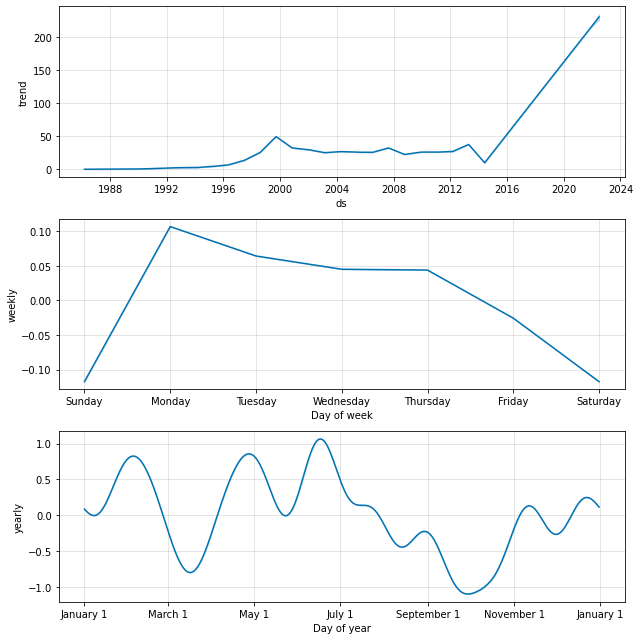 200
150
100
50
0
trend
1988 1992 1996 2000 2004 2008 2012 2016 2020 2024
ds
0.10
0.05
0.00
−0.05
−0.10
weekly
Sunday Monday Tuesday Wednesday Thursday Friday Saturday
Day of week
1.0
0.5
0.0
−0.5
−1.0
yearly
January 1 March 1 May 1 July 1 September 1 November 1 January 1
Day of year